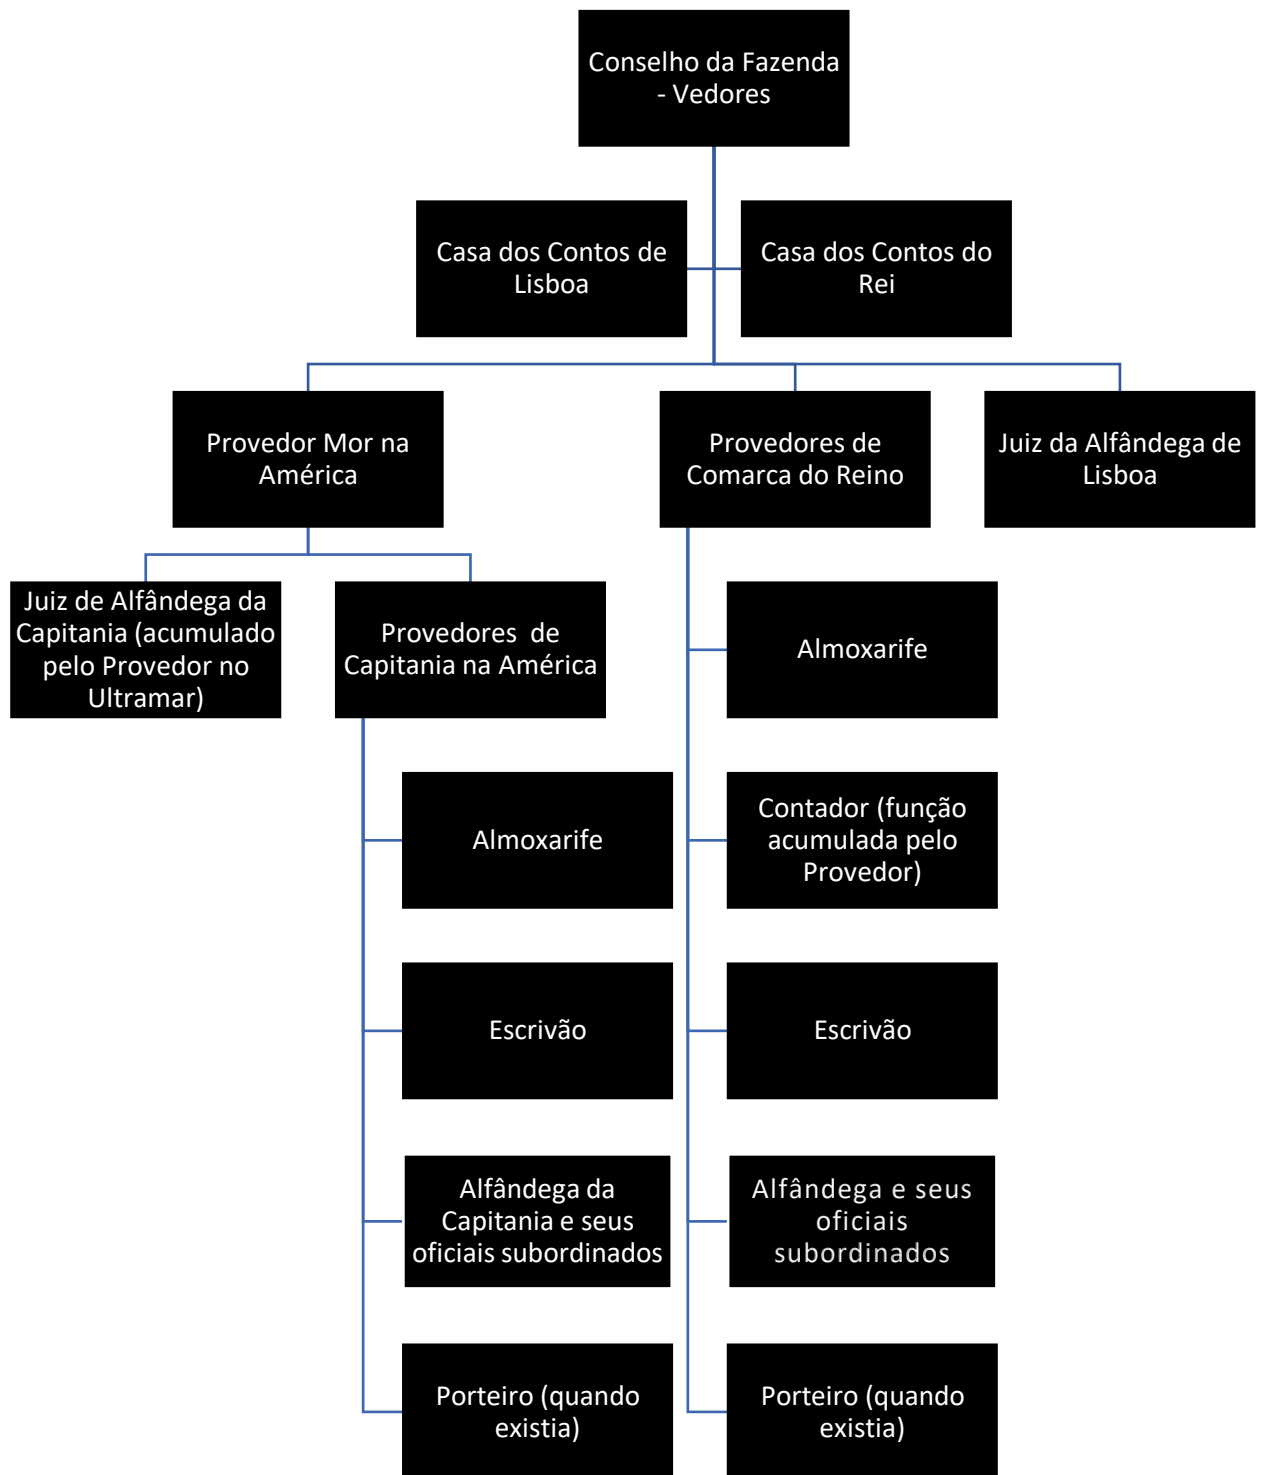 Conselho da Fazenda
- Vedores
Casa dos Contos de
Lisboa
Casa dos Contos do
Rei
Provedor Mor na
América
Provedores de
Comarca do Reino
Juiz da Alfândega de
Lisboa
Juiz de Alfândega da
Capitania (acumulado
pelo Provedor no
Ultramar)
Provedores de
Capitania na América
Almoxarife
Escrivão
Alfândega da
Capitania e seus
oficiais subordinados
Porteiro (quando
existia)
Almoxarife
Contador (função
acumulada pelo
Provedor)
Escrivão
Alfândega e seus
oficiais
subordinados
Porteiro (quando
existia)